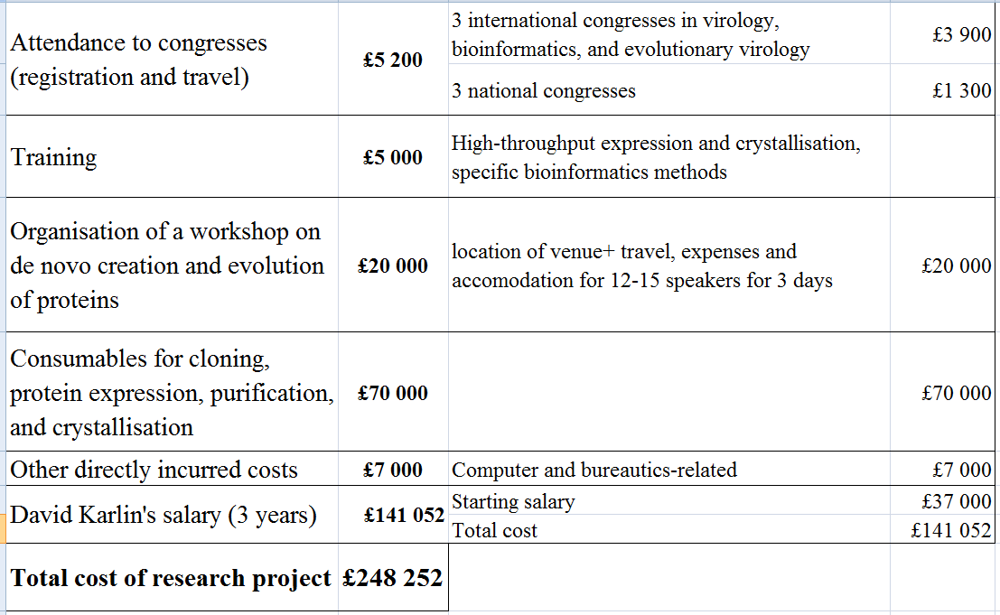 Attendance to congresses
(registration and travel)
£5 200
3 international congresses in virology,
bioinformatics, and evolutionary virology
£3 900
3 national congresses
£1 300
Training
£5 000
High-throughput expression and crystallisation,
specific bioinformatics methods
Organisation of a workshop on
de novo creation and evolution
of proteins
£20 000
location of venue+ travel, expenses and
accomodation for 12-15 speakers for 3 days
£20 000
Consumables for cloning,
protein expression, purification,
and crystallisation
£70 000
£70 000
Other directly incurred costs
£7 000
Computer and bureautics-related
£7 000
David Karlin's salary (3 years)
£141 052
Starting salary
£37 000
Total cost
£141 052
Total cost of research project
£248 252